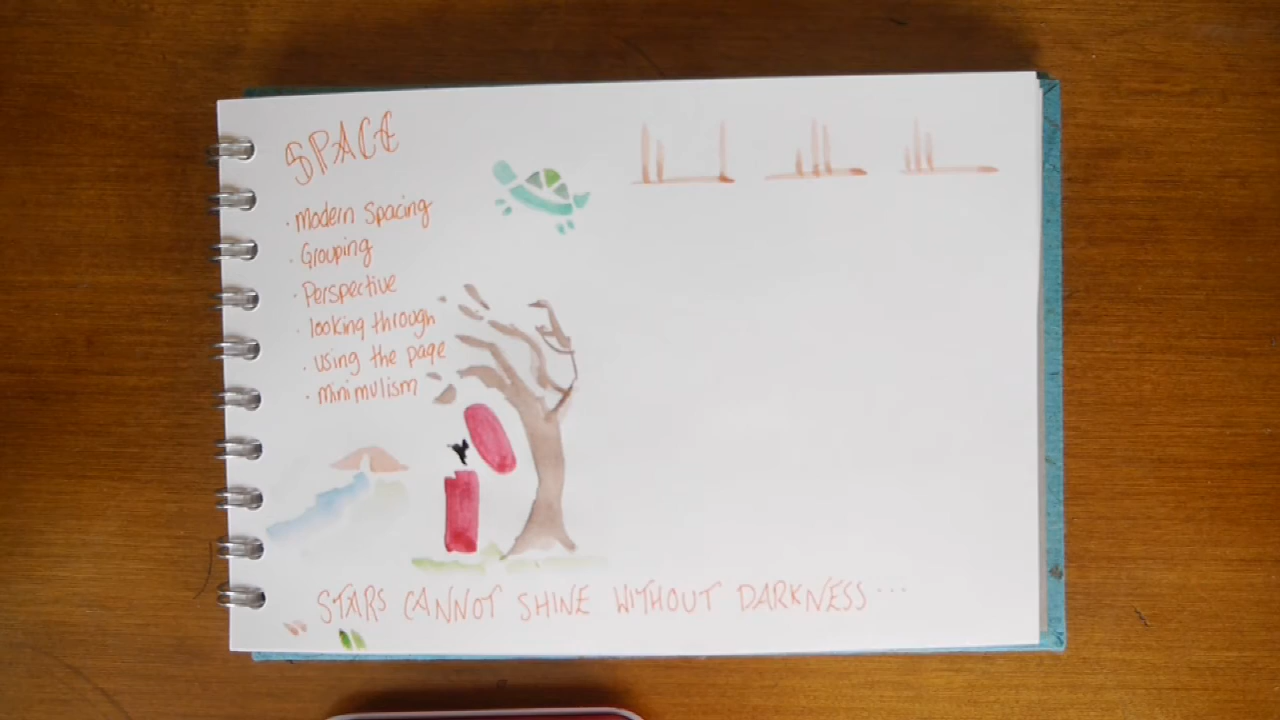 SPACE
· Modern Spacing
· Grouping
· Perspective
· looking through
· using the page
· minimulism
STARS CANNOT SHINE WITHOUT DARKNESS...